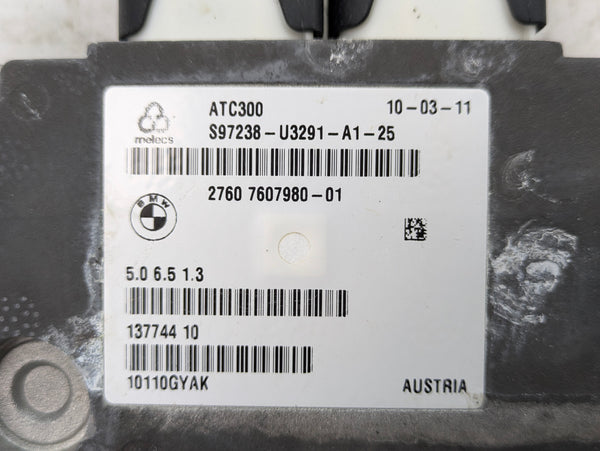 ATC300 10-03-11
melecs S97238-U3291-A1-25
BMW 2760 7607980-01
5.0 6.5 1.3
137744 10
10110GYAK AUSTRIA